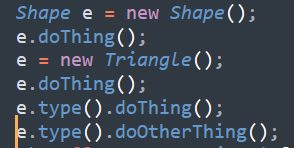 Shape e = new Shape();
e.doThing();
e = new Triangle();
e.doThing();
e.type().doThing();
e.type().doOtherThing();